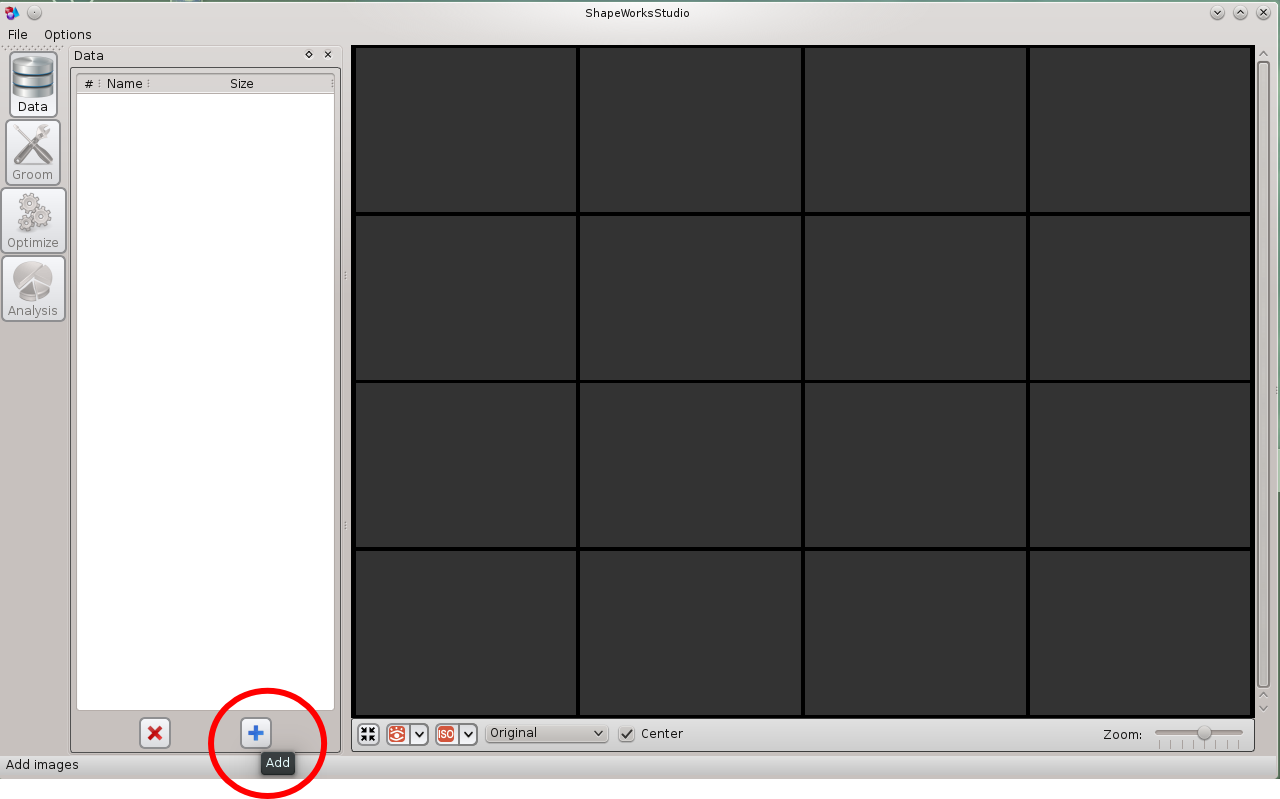 ShapeWorksStudio
File Options
Data
# Name Size
Data
Groom
Optimize
Analysis
ISO Original Center Zoom:
Add
Add images